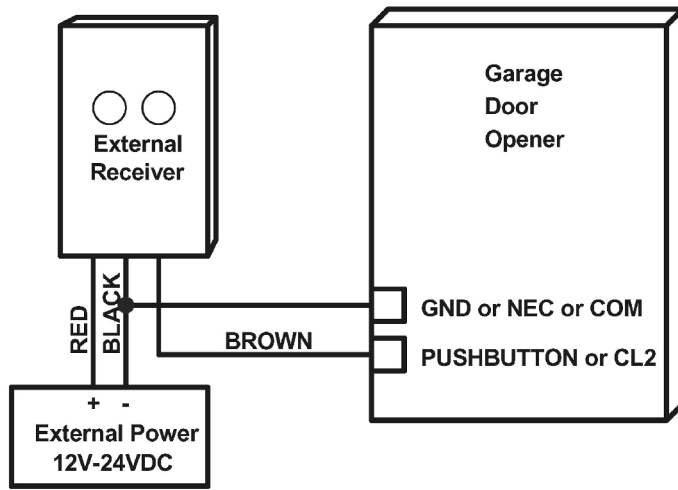 External
Receiver
Garage
Door
Opener
RED
BLACK
BROWN
GND or NEC or COM
PUSHBUTTON or CL2
+ -
External Power
12V-24VDC